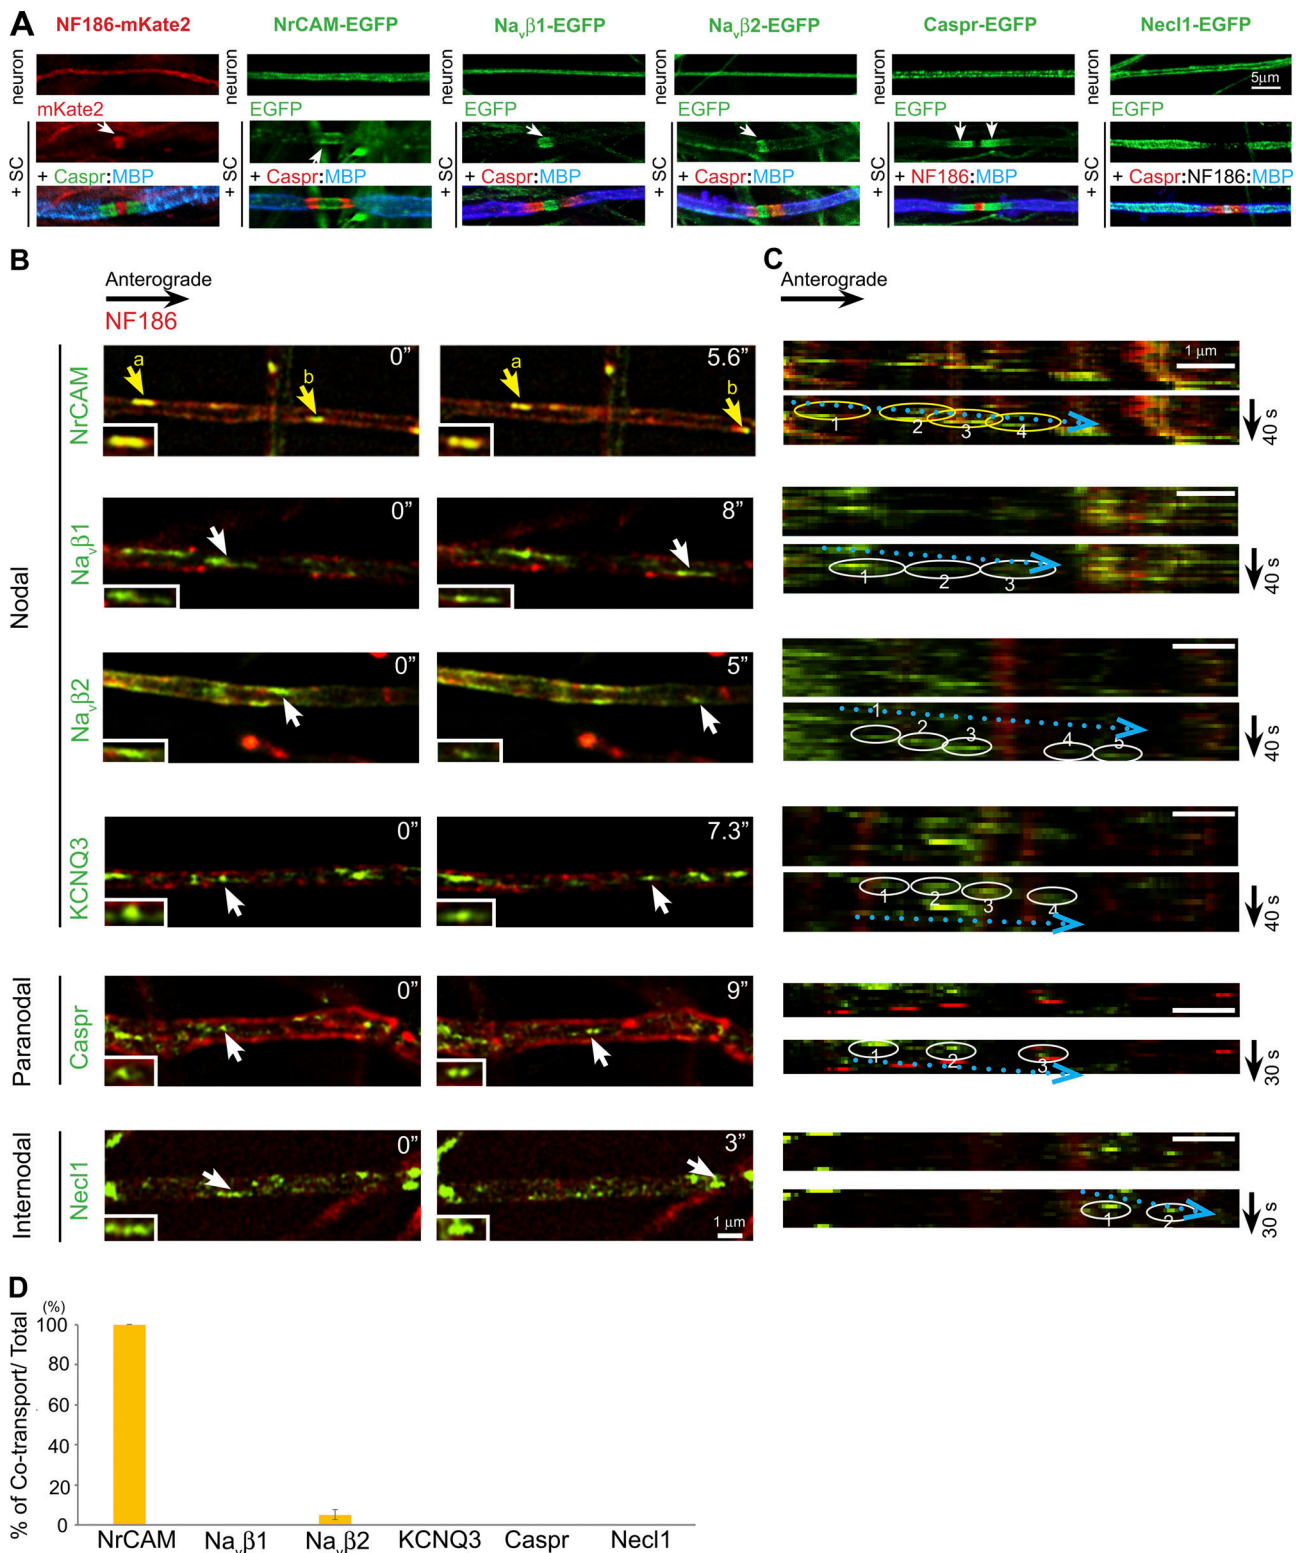 A
NF186-mKate2 NrCAM-EGFP Naᵥβ1-EGFP Naᵥβ2-EGFP Caspr-EGFP Necl1-EGFP
neuron neuron neuron neuron neuron neuron
5μm
mKate2 EGFP EGFP EGFP EGFP EGFP
+ SC + SC + SC + SC + SC + SC
+ Caspr:MBP + Caspr:MBP + Caspr:MBP + Caspr:MBP + NF186:MBP + Caspr:NF186:MBP
B C
Anterograde Anterograde
NF186
Nodal
NrCAM
a 0” b
a 5.6” b
1 μm
1 2 3 4
40 s
Naᵥβ1
0” 8”
1 2 3
40 s
Naᵥβ2
0” 5”
1 2 3 4 5
40 s
KCNQ3
0” 7.3”
1 2 3 4
40 s
Paranodal
Caspr
0” 9”
1 2 3
30 s
Internodal
Necl1
0” 3”
1 μm
1 2
30 s
D
(%)
% of Co-transport/ Total
100
80
60
40
20
0
NrCAM Naᵥβ1 Naᵥβ2 KCNQ3 Caspr Necl1